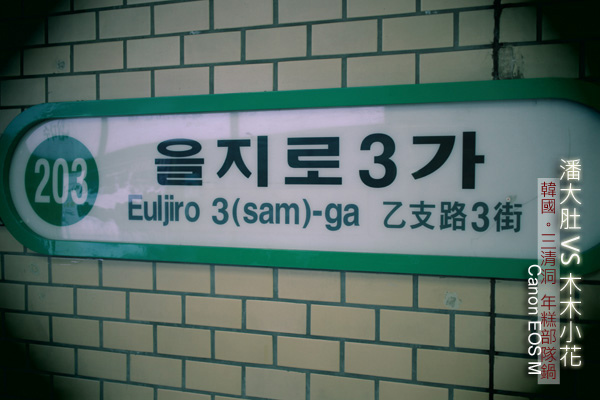 203
을지로3가
Euljiro 3(sam)-ga 乙支路3街
潘大肚 VS 木木小花
韓國。三清洞 年糕部隊鍋
Canon EOS M